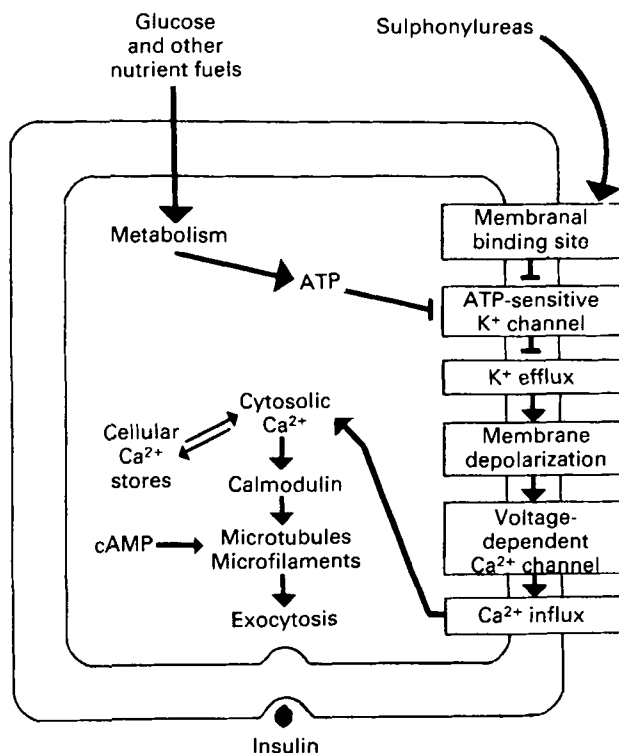 Glucose
and other
nutrient fuels
Sulphonylureas
Membranal
binding site
Metabolism
ATP
ATP-sensitive
K⁺ channel
K⁺ efflux
Membrane
depolarization
Voltage-
dependent
Ca²⁺ channel
Ca²⁺ influx
Cytosolic
Ca²⁺
Cellular
Ca²⁺
stores
Calmodulin
cAMP
Microtubules
Microfilaments
Exocytosis
Insulin